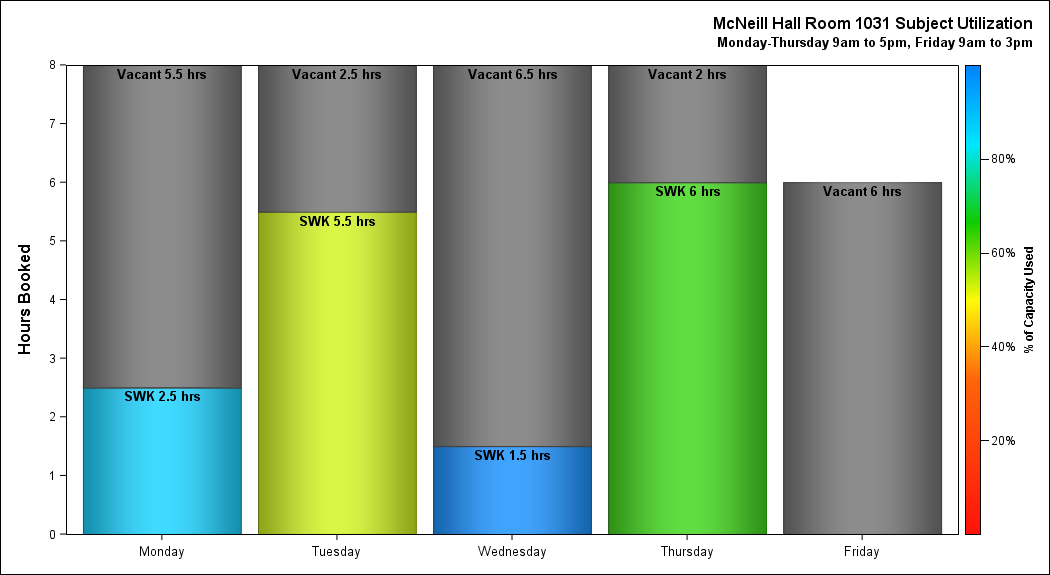 McNeill Hall Room 1031 Subject Utilization
Monday-Thursday 9am to 5pm, Friday 9am to 3pm
Hours Booked
8
7
6
5
4
3
2
1
0
Vacant 5.5 hrs
SWK 2.5 hrs
Vacant 2.5 hrs
SWK 5.5 hrs
Vacant 6.5 hrs
SWK 1.5 hrs
Vacant 2 hrs
SWK 6 hrs
Vacant 6 hrs
Monday
Tuesday
Wednesday
Thursday
Friday
80%
60%
40%
20%
% of Capacity Used